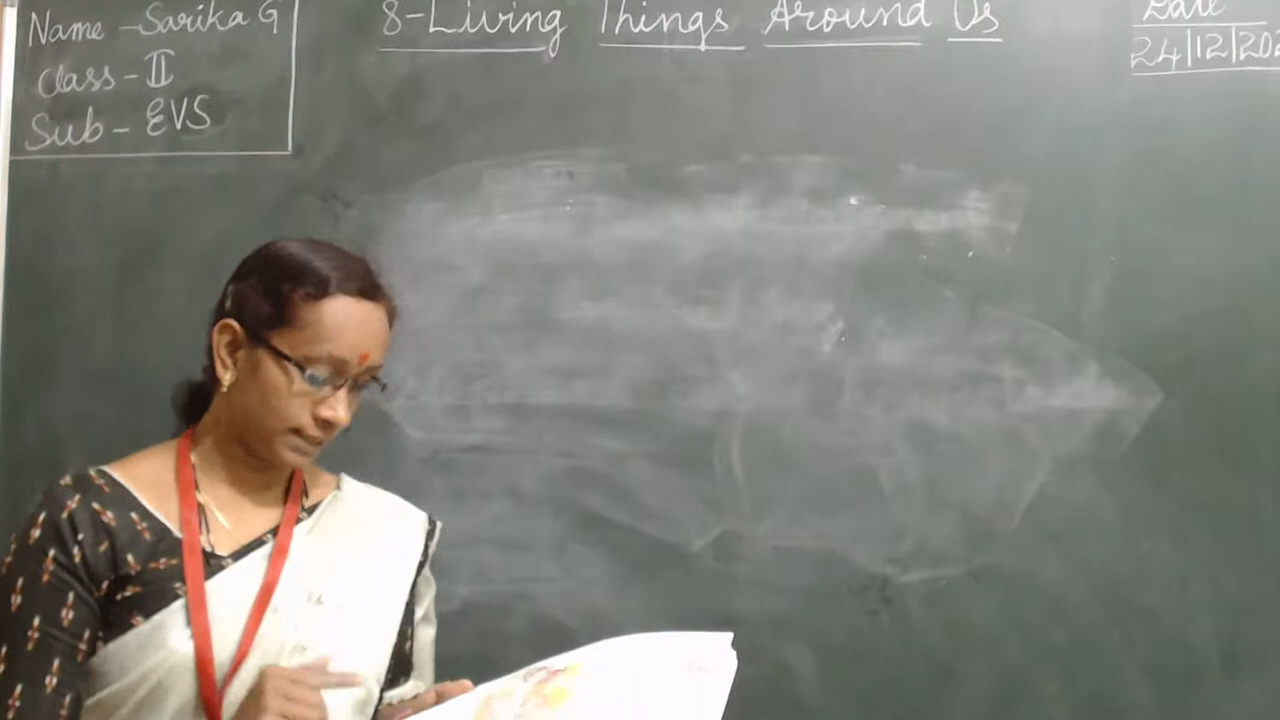 Name - Sarika.G
Class - II
Sub - EVS
8-Living Things Around Us
Date
24|12|202